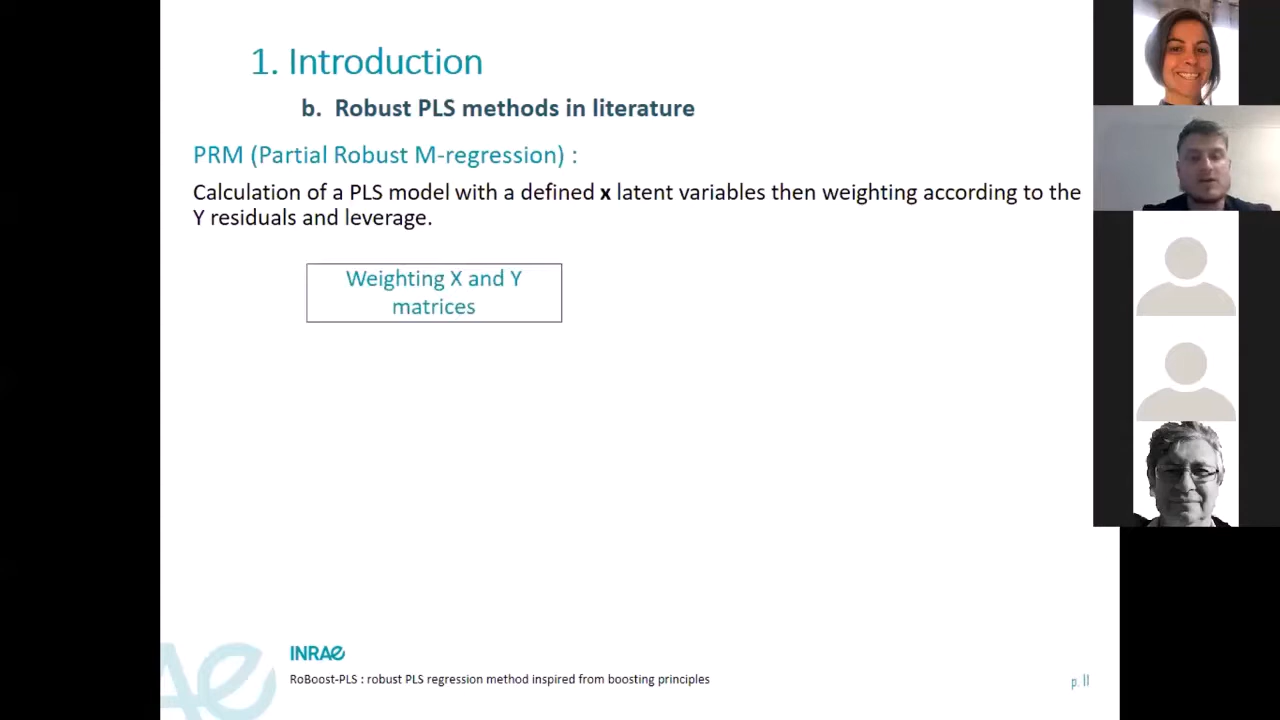 1. Introduction
b. Robust PLS methods in literature
PRM (Partial Robust M-regression) :
Calculation of a PLS model with a defined x latent variables then weighting according to the
Y residuals and leverage.
Weighting X and Y
matrices
INRAE
RoBoost-PLS : robust PLS regression method inspired from boosting principles
p. 11